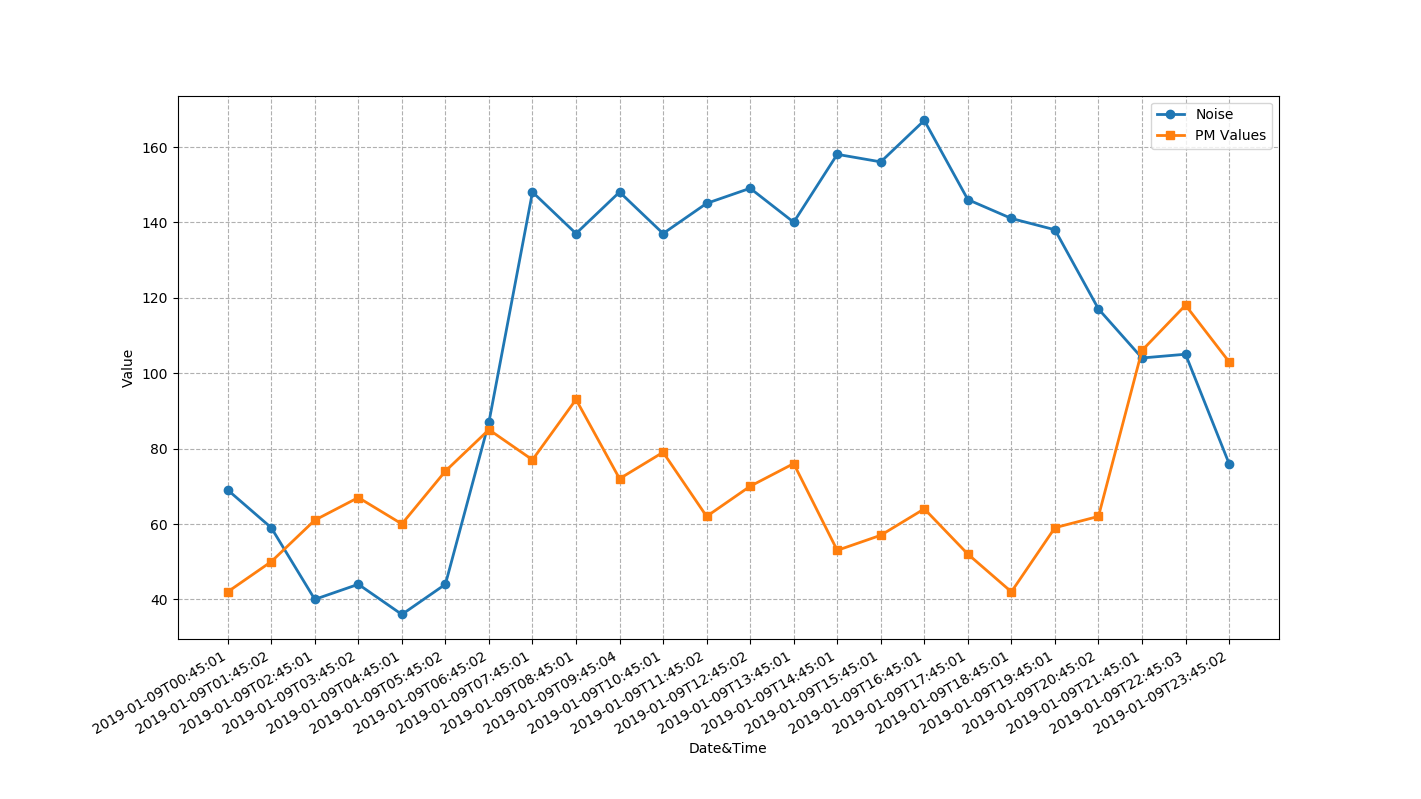 Noise
PM Values
160
140
120
100
80
60
40
Value
2019-01-09T00:45:01
2019-01-09T01:45:02
2019-01-09T02:45:01
2019-01-09T03:45:02
2019-01-09T04:45:01
2019-01-09T05:45:02
2019-01-09T06:45:02
2019-01-09T07:45:01
2019-01-09T08:45:01
2019-01-09T09:45:04
2019-01-09T10:45:01
2019-01-09T11:45:02
2019-01-09T12:45:02
2019-01-09T13:45:01
2019-01-09T14:45:01
2019-01-09T15:45:01
2019-01-09T16:45:01
2019-01-09T17:45:01
2019-01-09T18:45:01
2019-01-09T19:45:01
2019-01-09T20:45:02
2019-01-09T21:45:01
2019-01-09T22:45:03
2019-01-09T23:45:02
Date&Time